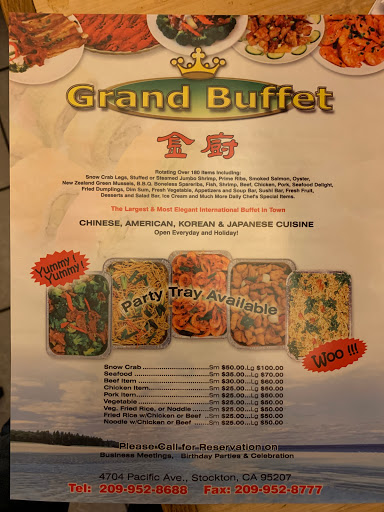 Grand Buffet
金廚
Rotating Over 180 Items Including:
Snow Crab Legs, Stuffed or Steamed Jumbo Shrimp, Prime Ribs, Smoked Salmon, Oyster,
New Zealand Green Mussels, B.B.Q. Boneless Spareribs, Fish, Shrimp, Beef, Chicken, Pork, Seafood Delight,
Fried Dumplings, Dim Sum, Fresh Vegetable, Appetizers and Soup Bar, Sushi Bar, Fresh Fruit,
Desserts and Salad Bar, Ice Cream and Much More Daily Chef's Special Items.
The Largest & Most Elegant International Buffet in Town
CHINESE, AMERICAN, KOREAN & JAPANESE CUISINE
Open Everyday and Holiday!
Yummy!
Yummy!
Party Tray Available
Woo !!!
Snow Crab ..........Sm $60.00...Lg $100.00
Seafood ..........Sm $35.00...Lg $70.00
Beef Item ..........Sm $30.00...Lg $60.00
Chicken Item..........Sm $25.00...Lg $60.00
Pork Item..........Sm $25.00...Lg $60.00
Vegetable ..........Sm $25.00...Lg $50.00
Veg. Fried Rice, or Noddle ..........Sm $25.00...Lg $50.00
Fried Rice w/Chicken or Beef ..Sm $25.00...Lg $50.00
Noodle w/Chicken or Beef ......Sm $25.00...Lg $50.00
Please Call for Reservation on
Business Meetings, Birthday Parties & Celebration
4704 Pacific Ave., Stockton, CA 95207
Tel: 209-952-8688 Fax: 209-952-8777